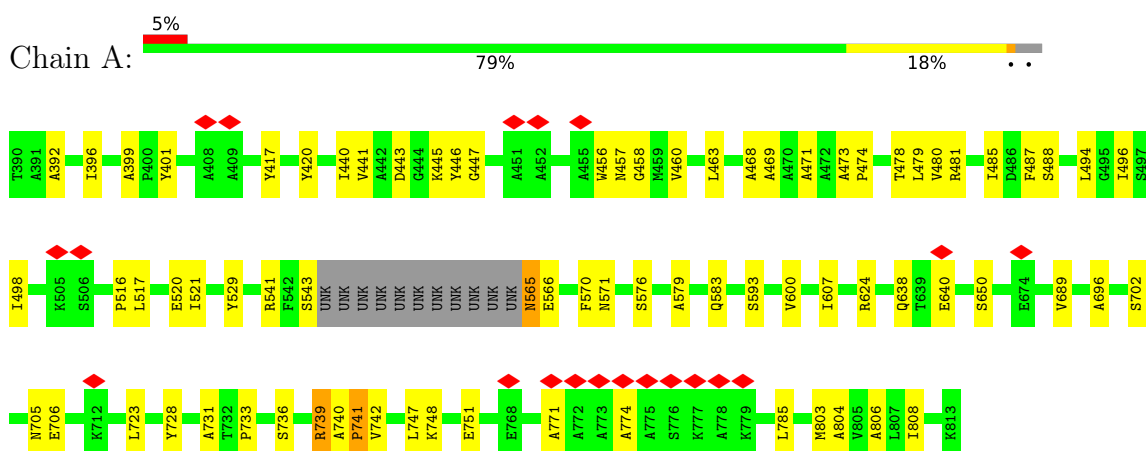 5%
Chain A:
79% 18% • •
T390 A391 A392 I396 A399 P400 Y401 A408 A409 Y417 Y420 I440 V441 A442 D443 G444 K445 Y446 G447 A451 A452 A455 W456 N457 G458 M459 V460 L463 A468 A469 A470 A471 A472 A473 P474 T478 L479 V480 R481 I485 D486 F487 S488 L494 G495 I496 S497
I498 K505 S506 P516 L517 E520 I521 Y529 R541 F542 S543 UNK UNK UNK UNK UNK UNK UNK UNK UNK UNK N565 E566 F570 N571 S576 A579 Q583 S593 V600 I607 R624 Q638 T639 E640 S650 E674 V689 A696 S702
N705 E706 K712 L723 Y728 A731 T732 P733 S736 R739 A740 P741 V742 L747 K748 E751 E768 A771 A772 A773 A774 A775 S776 K777 A778 K779 L785 M803 A804 V805 A806 L807 I808 K813